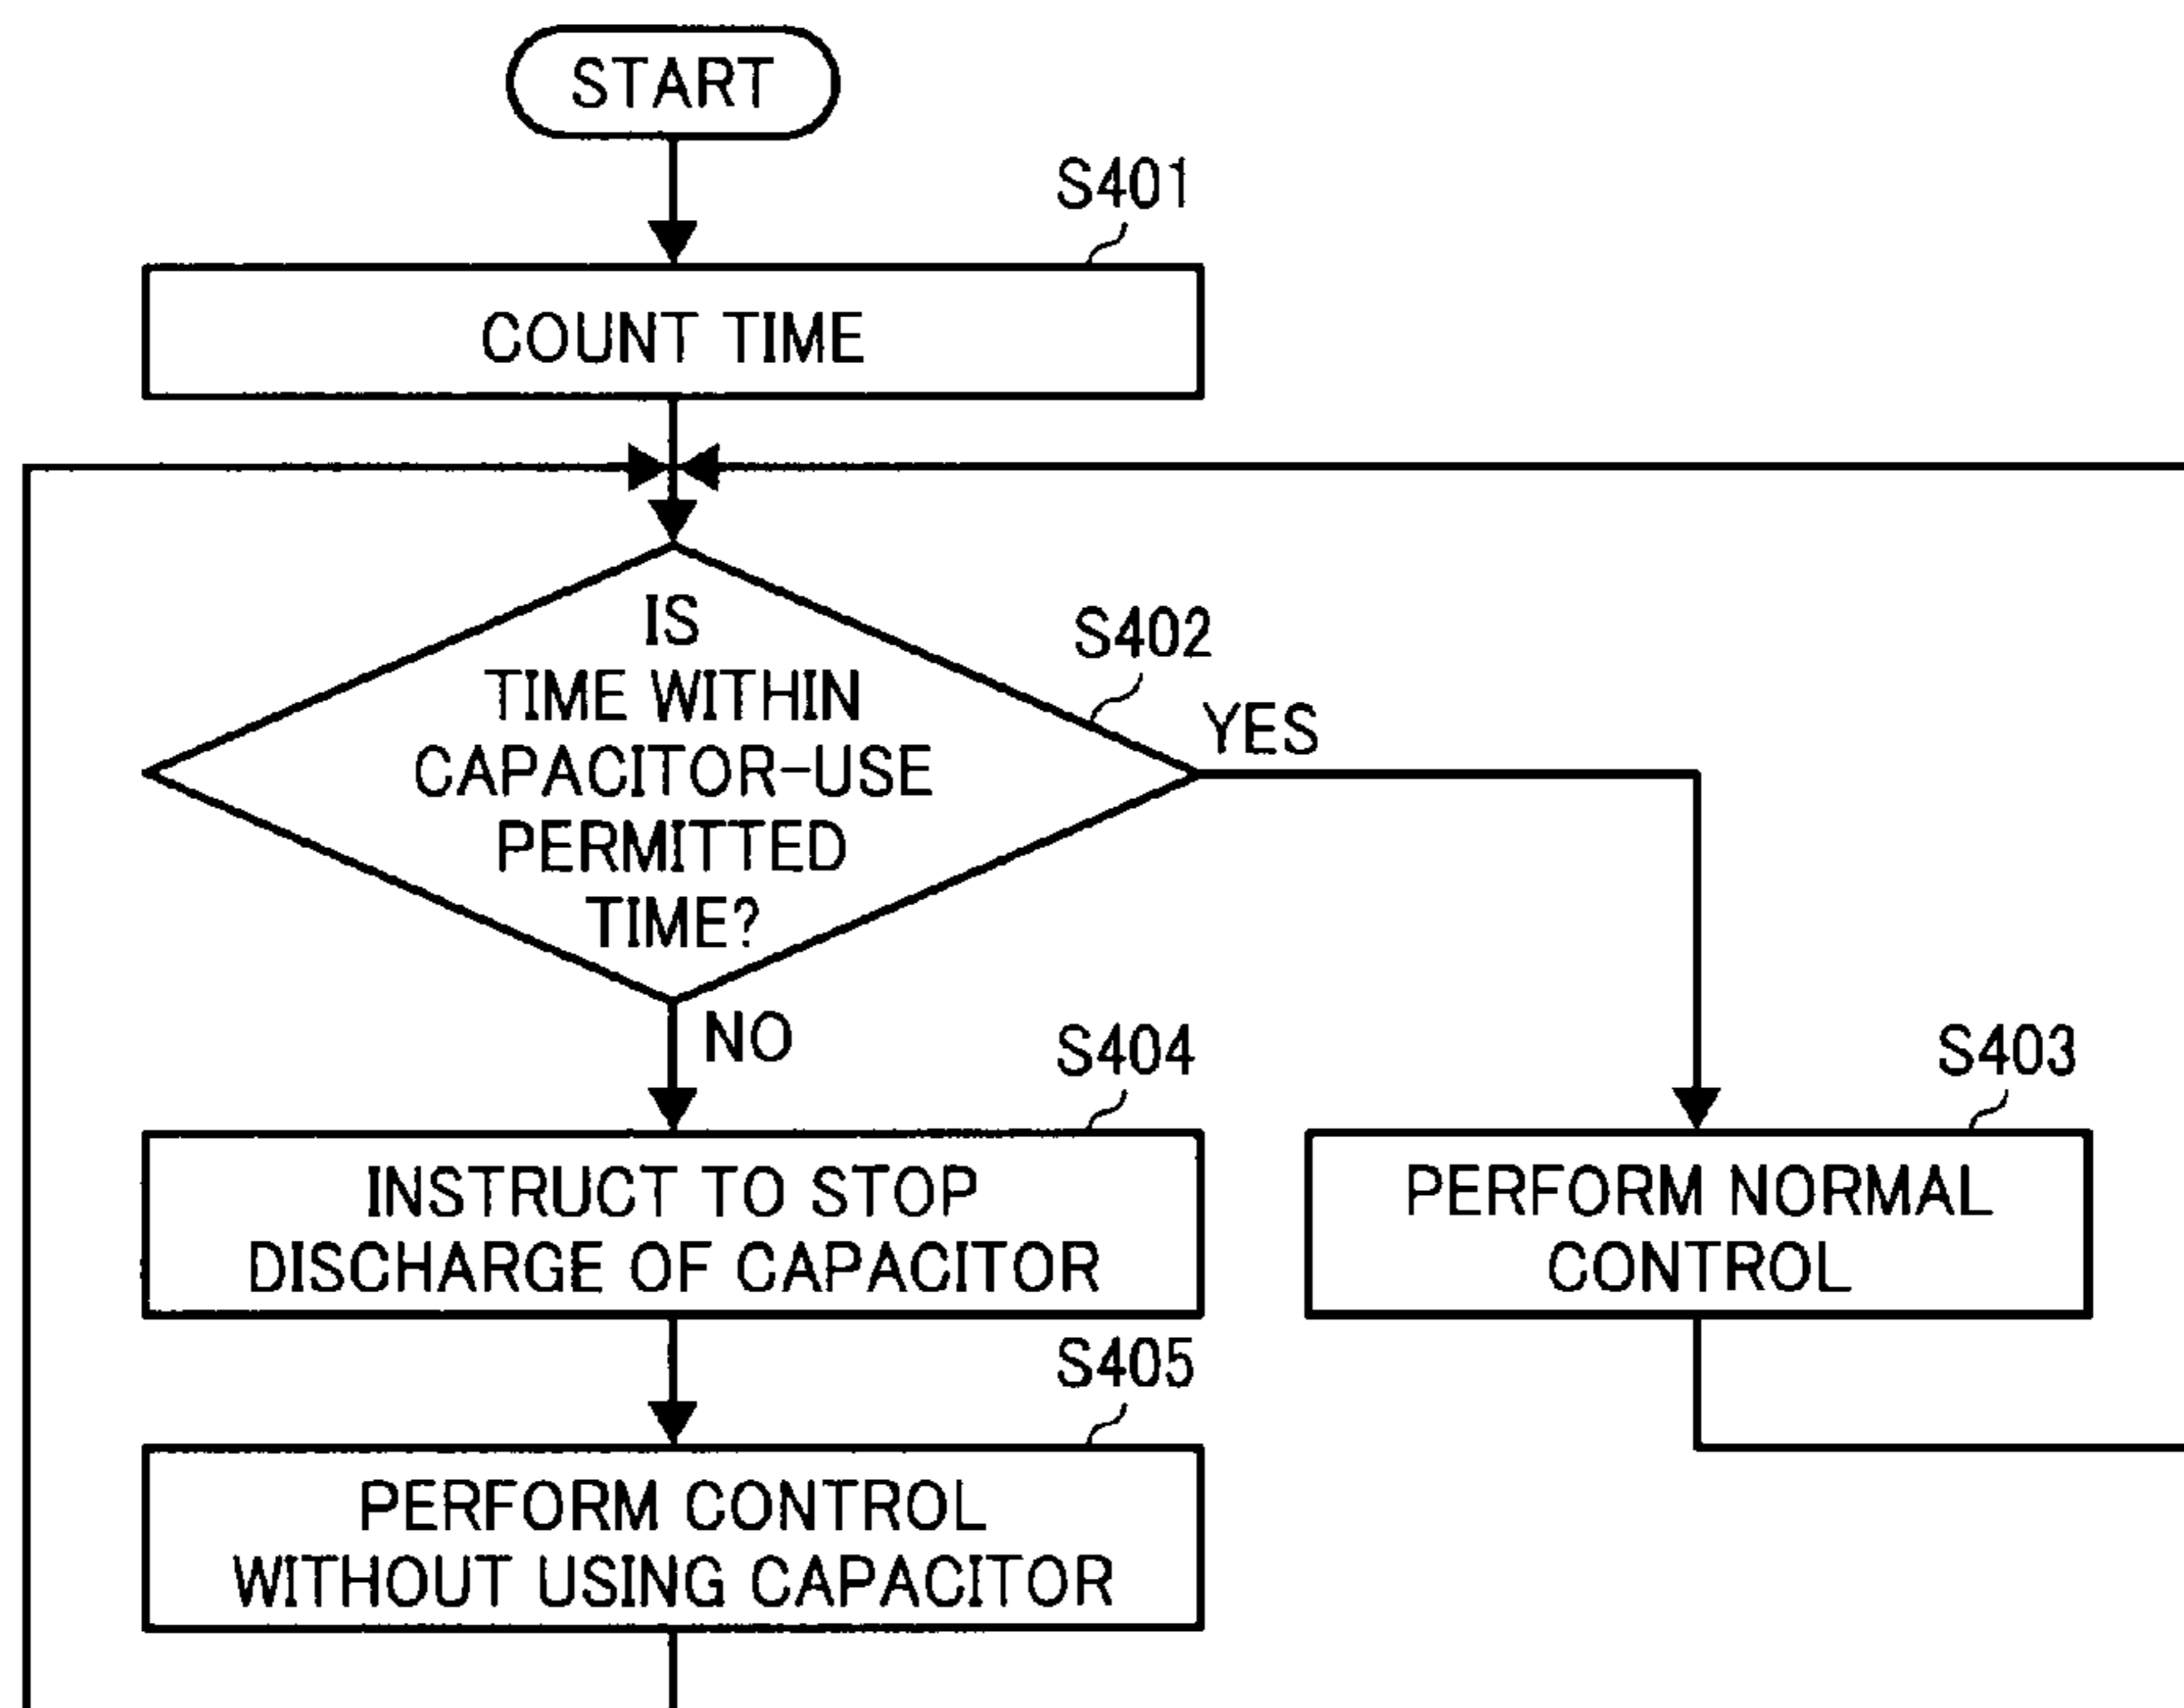 START
S401
COUNT TIME
IS
TIME WITHIN
CAPACITOR-USE
PERMITTED
TIME?
S402
YES
NO
S404
INSTRUCT TO STOP
DISCHARGE OF CAPACITOR
S403
PERFORM NORMAL
CONTROL
S405
PERFORM CONTROL
WITHOUT USING CAPACITOR